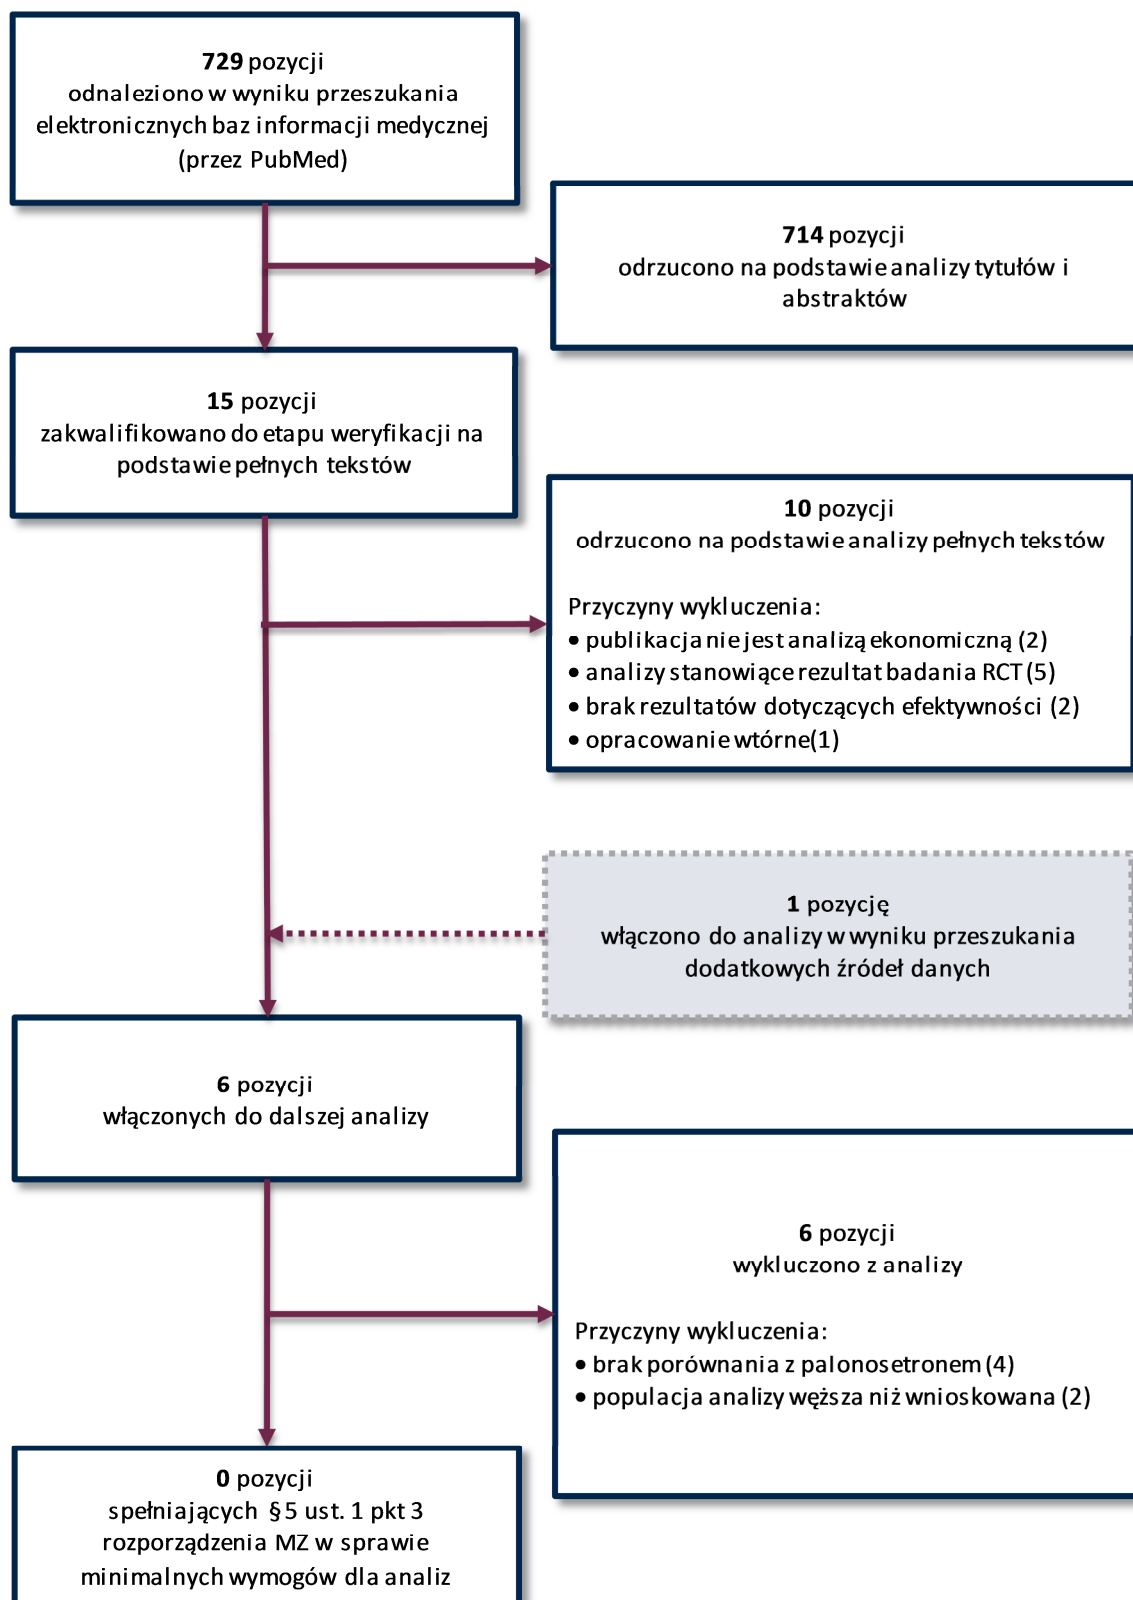 729 pozycji
odnaleziono w wyniku przeszukania
elektronicznych baz informacji medycznej
(przez PubMed)
714 pozycji
odrzucono na podstawie analizy tytułów i
abstraktów
15 pozycji
zakwalifikowano do etapu weryfikacji na
podstawie pełnych tekstów
10 pozycji
odrzucono na podstawie analizy pełnych tekstów
Przyczyny wykluczenia:
• publikacja nie jest analizą ekonomiczną (2)
• analizy stanowiące rezultat badania RCT (5)
• brak rezultatów dotyczących efektywności (2)
• opracowanie wtórne(1)
1 pozycję
włączono do analizy w wyniku przeszukania
dodatkowych źródeł danych
6 pozycji
włączonych do dalszej analizy
6 pozycji
wykluczono z analizy
Przyczyny wykluczenia:
• brak porównania z palonosetronem (4)
• populacja analizy węższa niż wnioskowana (2)
0 pozycji
spełniających § 5 ust. 1 pkt 3
rozporządzenia MZ w sprawie
minimalnych wymogów dla analiz